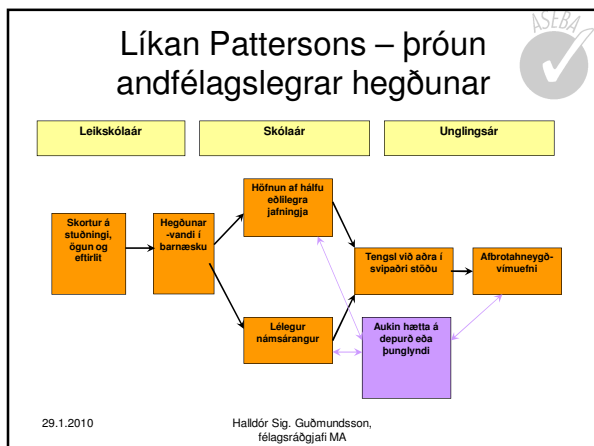 ASEBA
Líkan Pattersons – þróun
andfélagslegrar hegðunar
Leikskólaár
Skólaár
Unglingsár
Skortur á
stuðningi,
ögun og
eftirlit
Hegðunar
-vandi í
barnæsku
Höfnun af hálfu
eðlilegra
jafningja
Lélegur
námsárangur
Tengsl við aðra í
svipaðri stöðu
Afbrotahneygð-
vímuefni
Aukin hætta á
depurð eða
þunglyndi
29.1.2010
Halldór Sig. Guðmundsson,
félagsráðgjafi MA